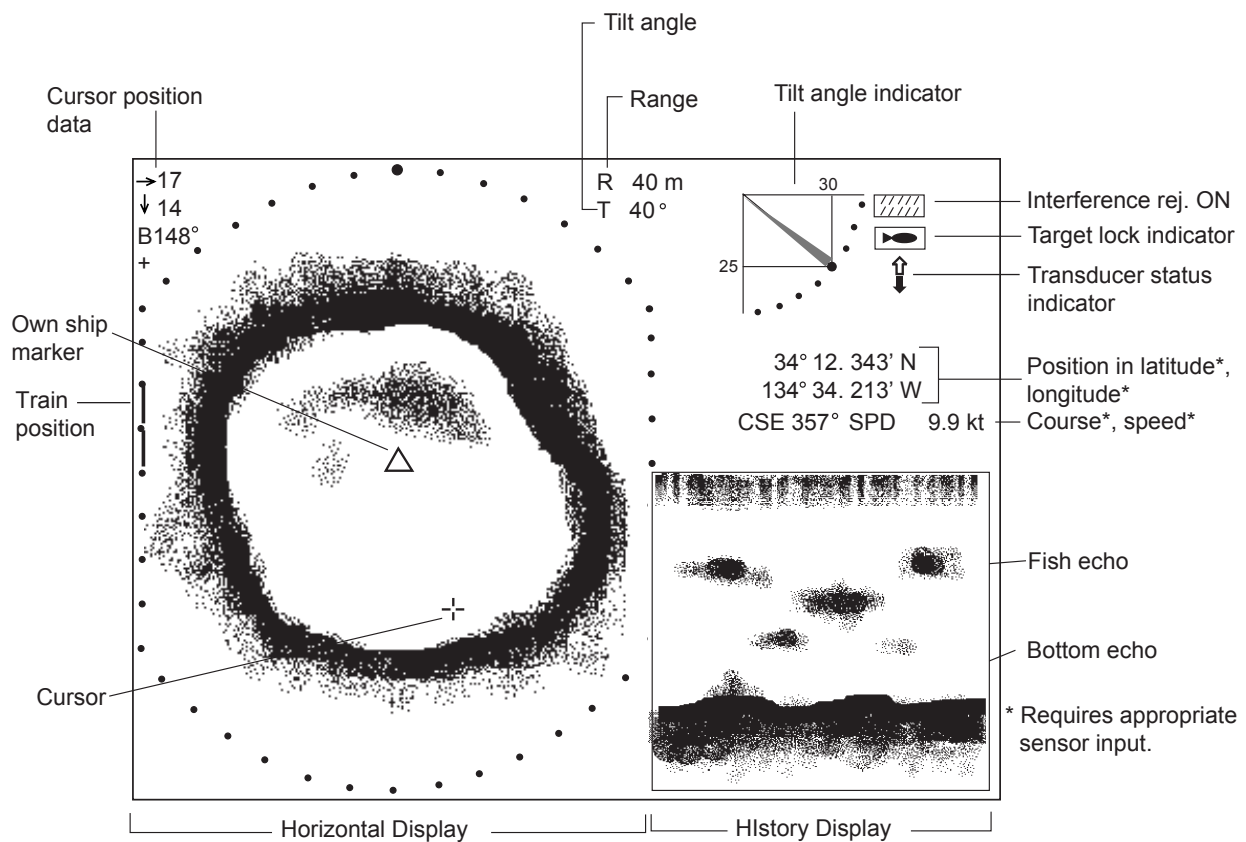 Tilt angle
Range
Tilt angle indicator
Cursor position
data
→17
↓ 14
B148°
+
R 40 m
T 40°
30
25
Interference rej. ON
Target lock indicator
Transducer status
indicator
Own ship
marker
Train
position
34° 12. 343' N
134° 34. 213' W
CSE 357° SPD 9.9 kt
Position in latitude*,
longitude*
Course*, speed*
Fish echo
Bottom echo
Cursor
* Requires appropriate
sensor input.
Horizontal Display
HIstory Display